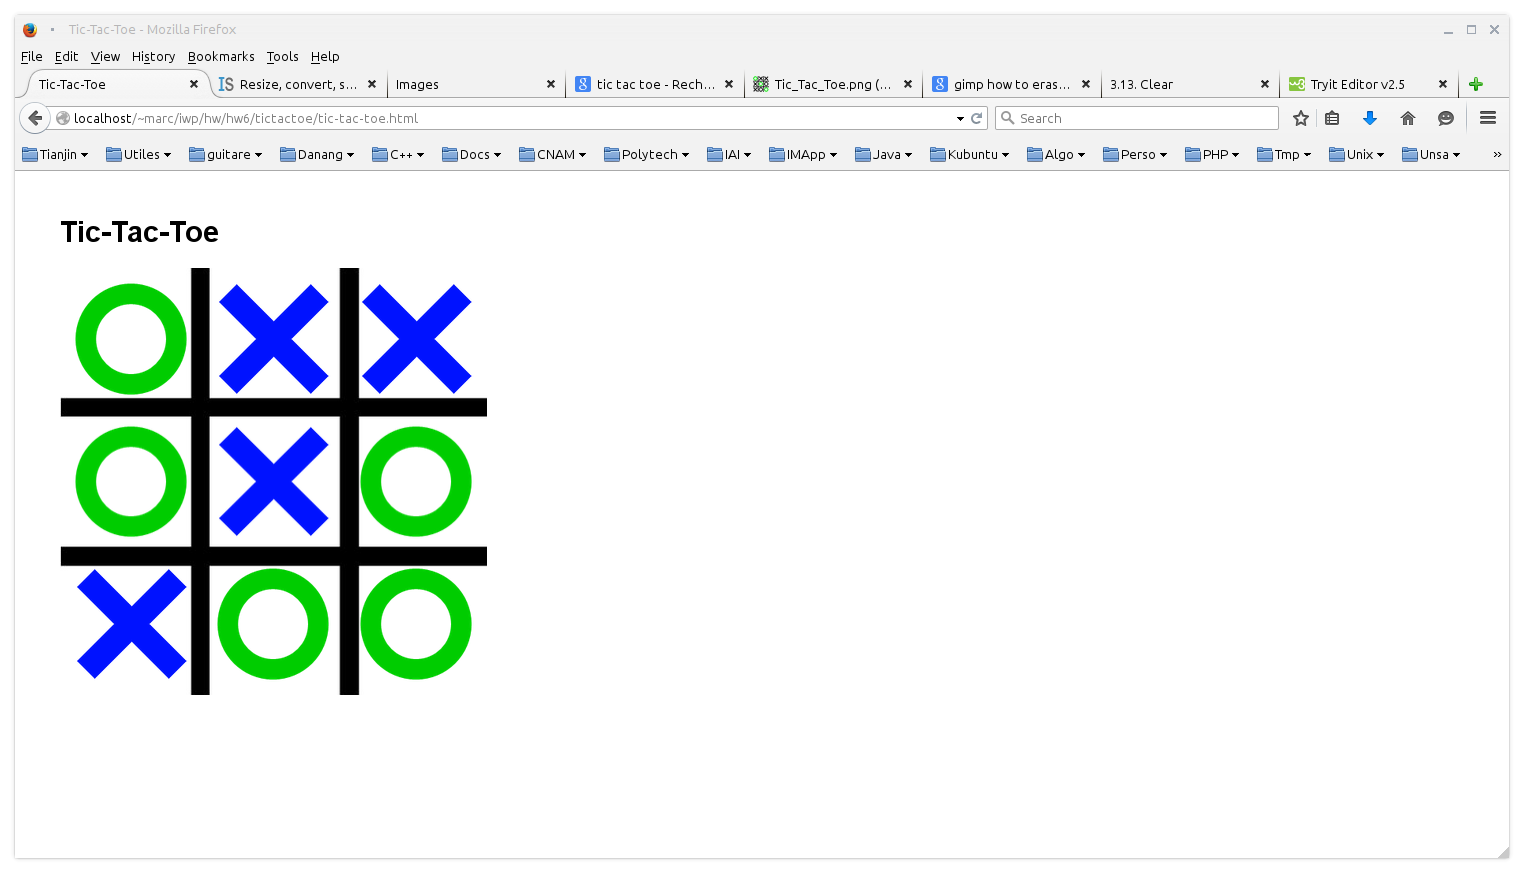 Tic-Tac-Toe - Mozilla Firefox
File Edit View History Bookmarks Tools Help
Tic-Tac-Toe Resize, convert, s... Images tic tac toe - Rech... Tic_Tac_Toe.png (... gimp how to eras... 3.13. Clear Tryit Editor v2.5
localhost/~marc/iwp/hw/hw6/tictactoe/tic-tac-toe.html Search
Tianjin Utiles guitare Danang C++ Docs CNAM Polytech IAI IMApp Java Kubuntu Algo Perso PHP Tmp Unix Unsa »
Tic-Tac-Toe